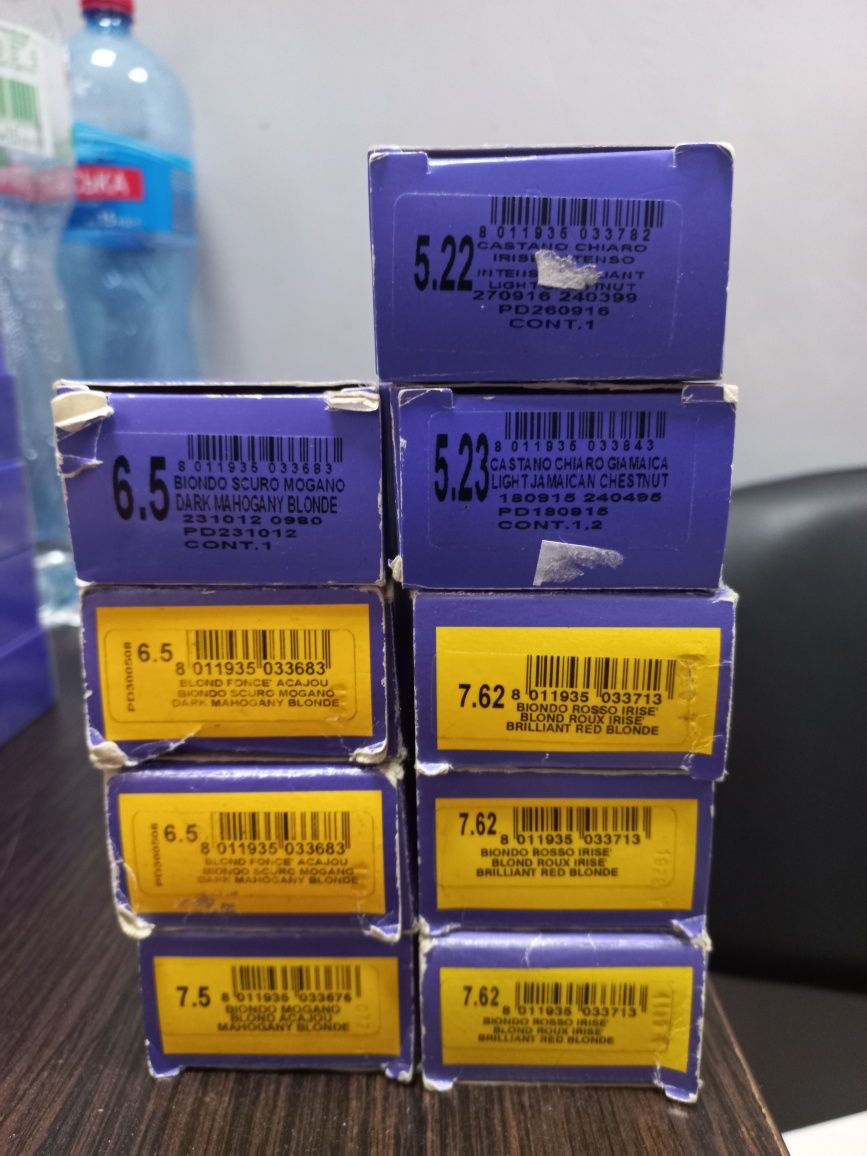 СЬКА
5.22
8 011935 033782
CASTANO CHIARO
INTENS
LIGHT
270916 240399
PD260916
CONT.1
6.5
8 011935 033683
BIONDO SCURO MOGANO
DARK MAHOGANY BLONDE
231012 0980
PD231012
CONT.1
5.23
8 011935 033843
CASTANO CHIARO GIAMAICA
LIGHT JAMAICAN CHESTNUT
180915 240495
PD180915
CONT.1,2
PD300508
6.5
8 011935 033683
BLOND FONCE' ACAJOU
BIONDO SCURO MOGANO
DARK MAHOGANY BLONDE
7.62
8 011935 033713
BIONDO ROSSO IRISE'
BLOND ROUX IRISE'
BRILLIANT RED BLONDE
PD300508
6.5
8 011935 033683
BLOND FONCE' ACAJOU
BIONDO SCURO MOGANO
DARK MAHOGANY BLONDE
7.62
8 011935 033713
BIONDO ROSSO IRISE'
BLOND ROUX IRISE'
BRILLIANT RED BLONDE
7.5
8 011935 033676
BIONDO MOGANO
BLOND ACAJOU
MAHOGANY BLONDE
7.62
8 011935 033713
BIONDO ROSSO IRISE'
BLOND ROUX IRISE'
BRILLIANT RED BLONDE